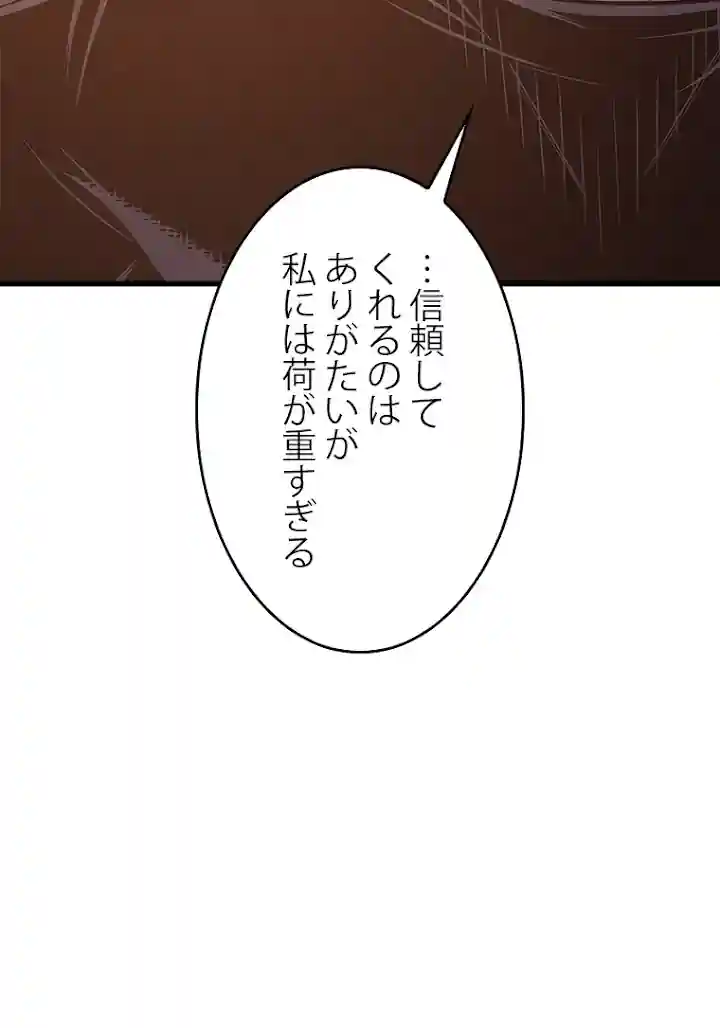 …信頼して
くれるのは
ありがたいが
私には荷が重すぎる